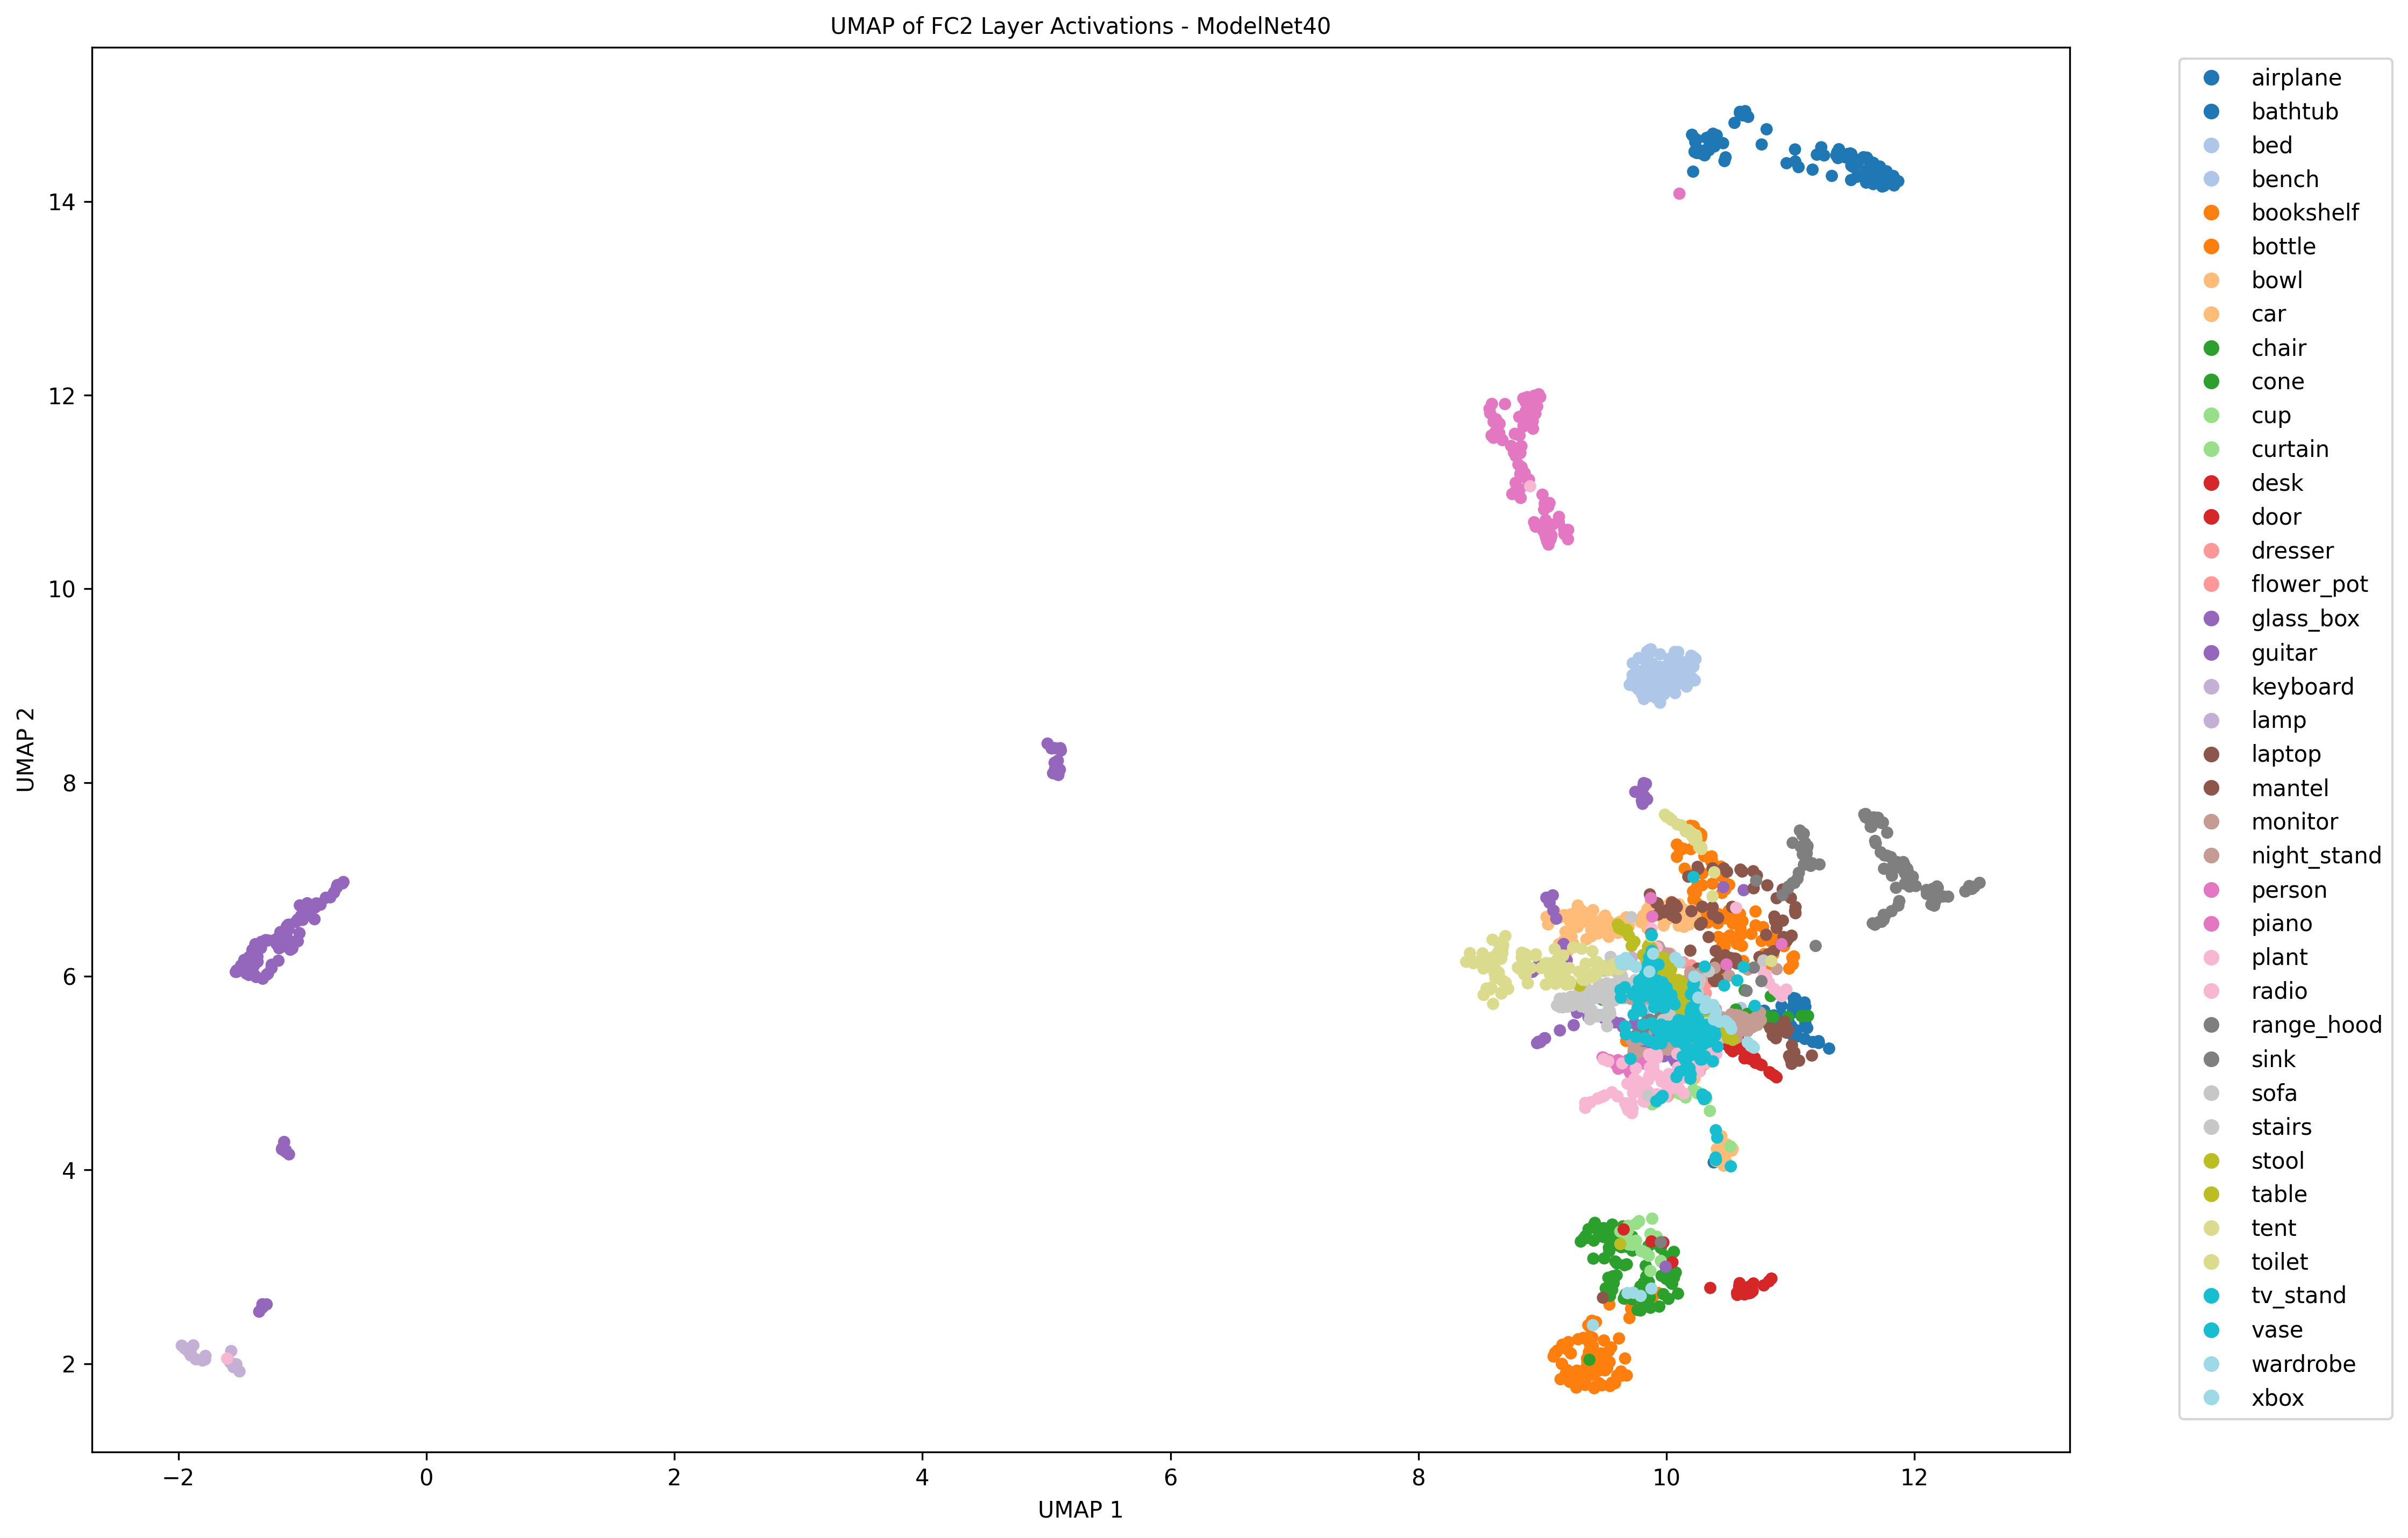 UMAP of FC2 Layer Activations - ModelNet40
UMAP 2
14
12
10
8
6
4
2
−2
0
2
4
6
8
10
12
UMAP 1
airplane
bathtub
bed
bench
bookshelf
bottle
bowl
car
chair
cone
cup
curtain
desk
door
dresser
flower_pot
glass_box
guitar
keyboard
lamp
laptop
mantel
monitor
night_stand
person
piano
plant
radio
range_hood
sink
sofa
stairs
stool
table
tent
toilet
tv_stand
vase
wardrobe
xbox